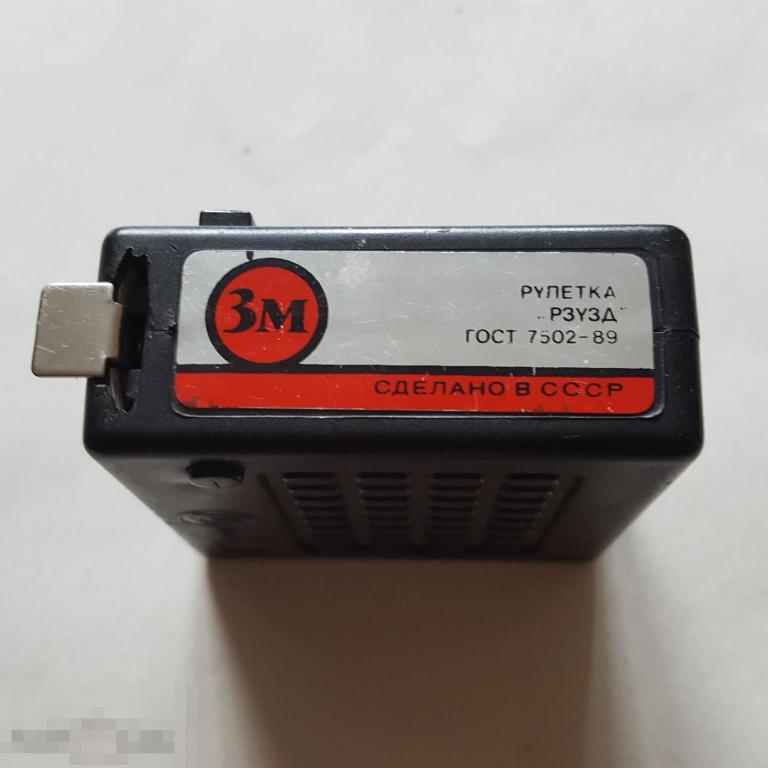 3м
РУЛЕТКА
„РЗУЗД"
ГОСТ 7502-89
СДЕЛАНО В СССР